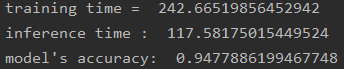 training time =  242.66519856452942
inference time :  117.58175015449524
model's accuracy:  0.9477886199467748